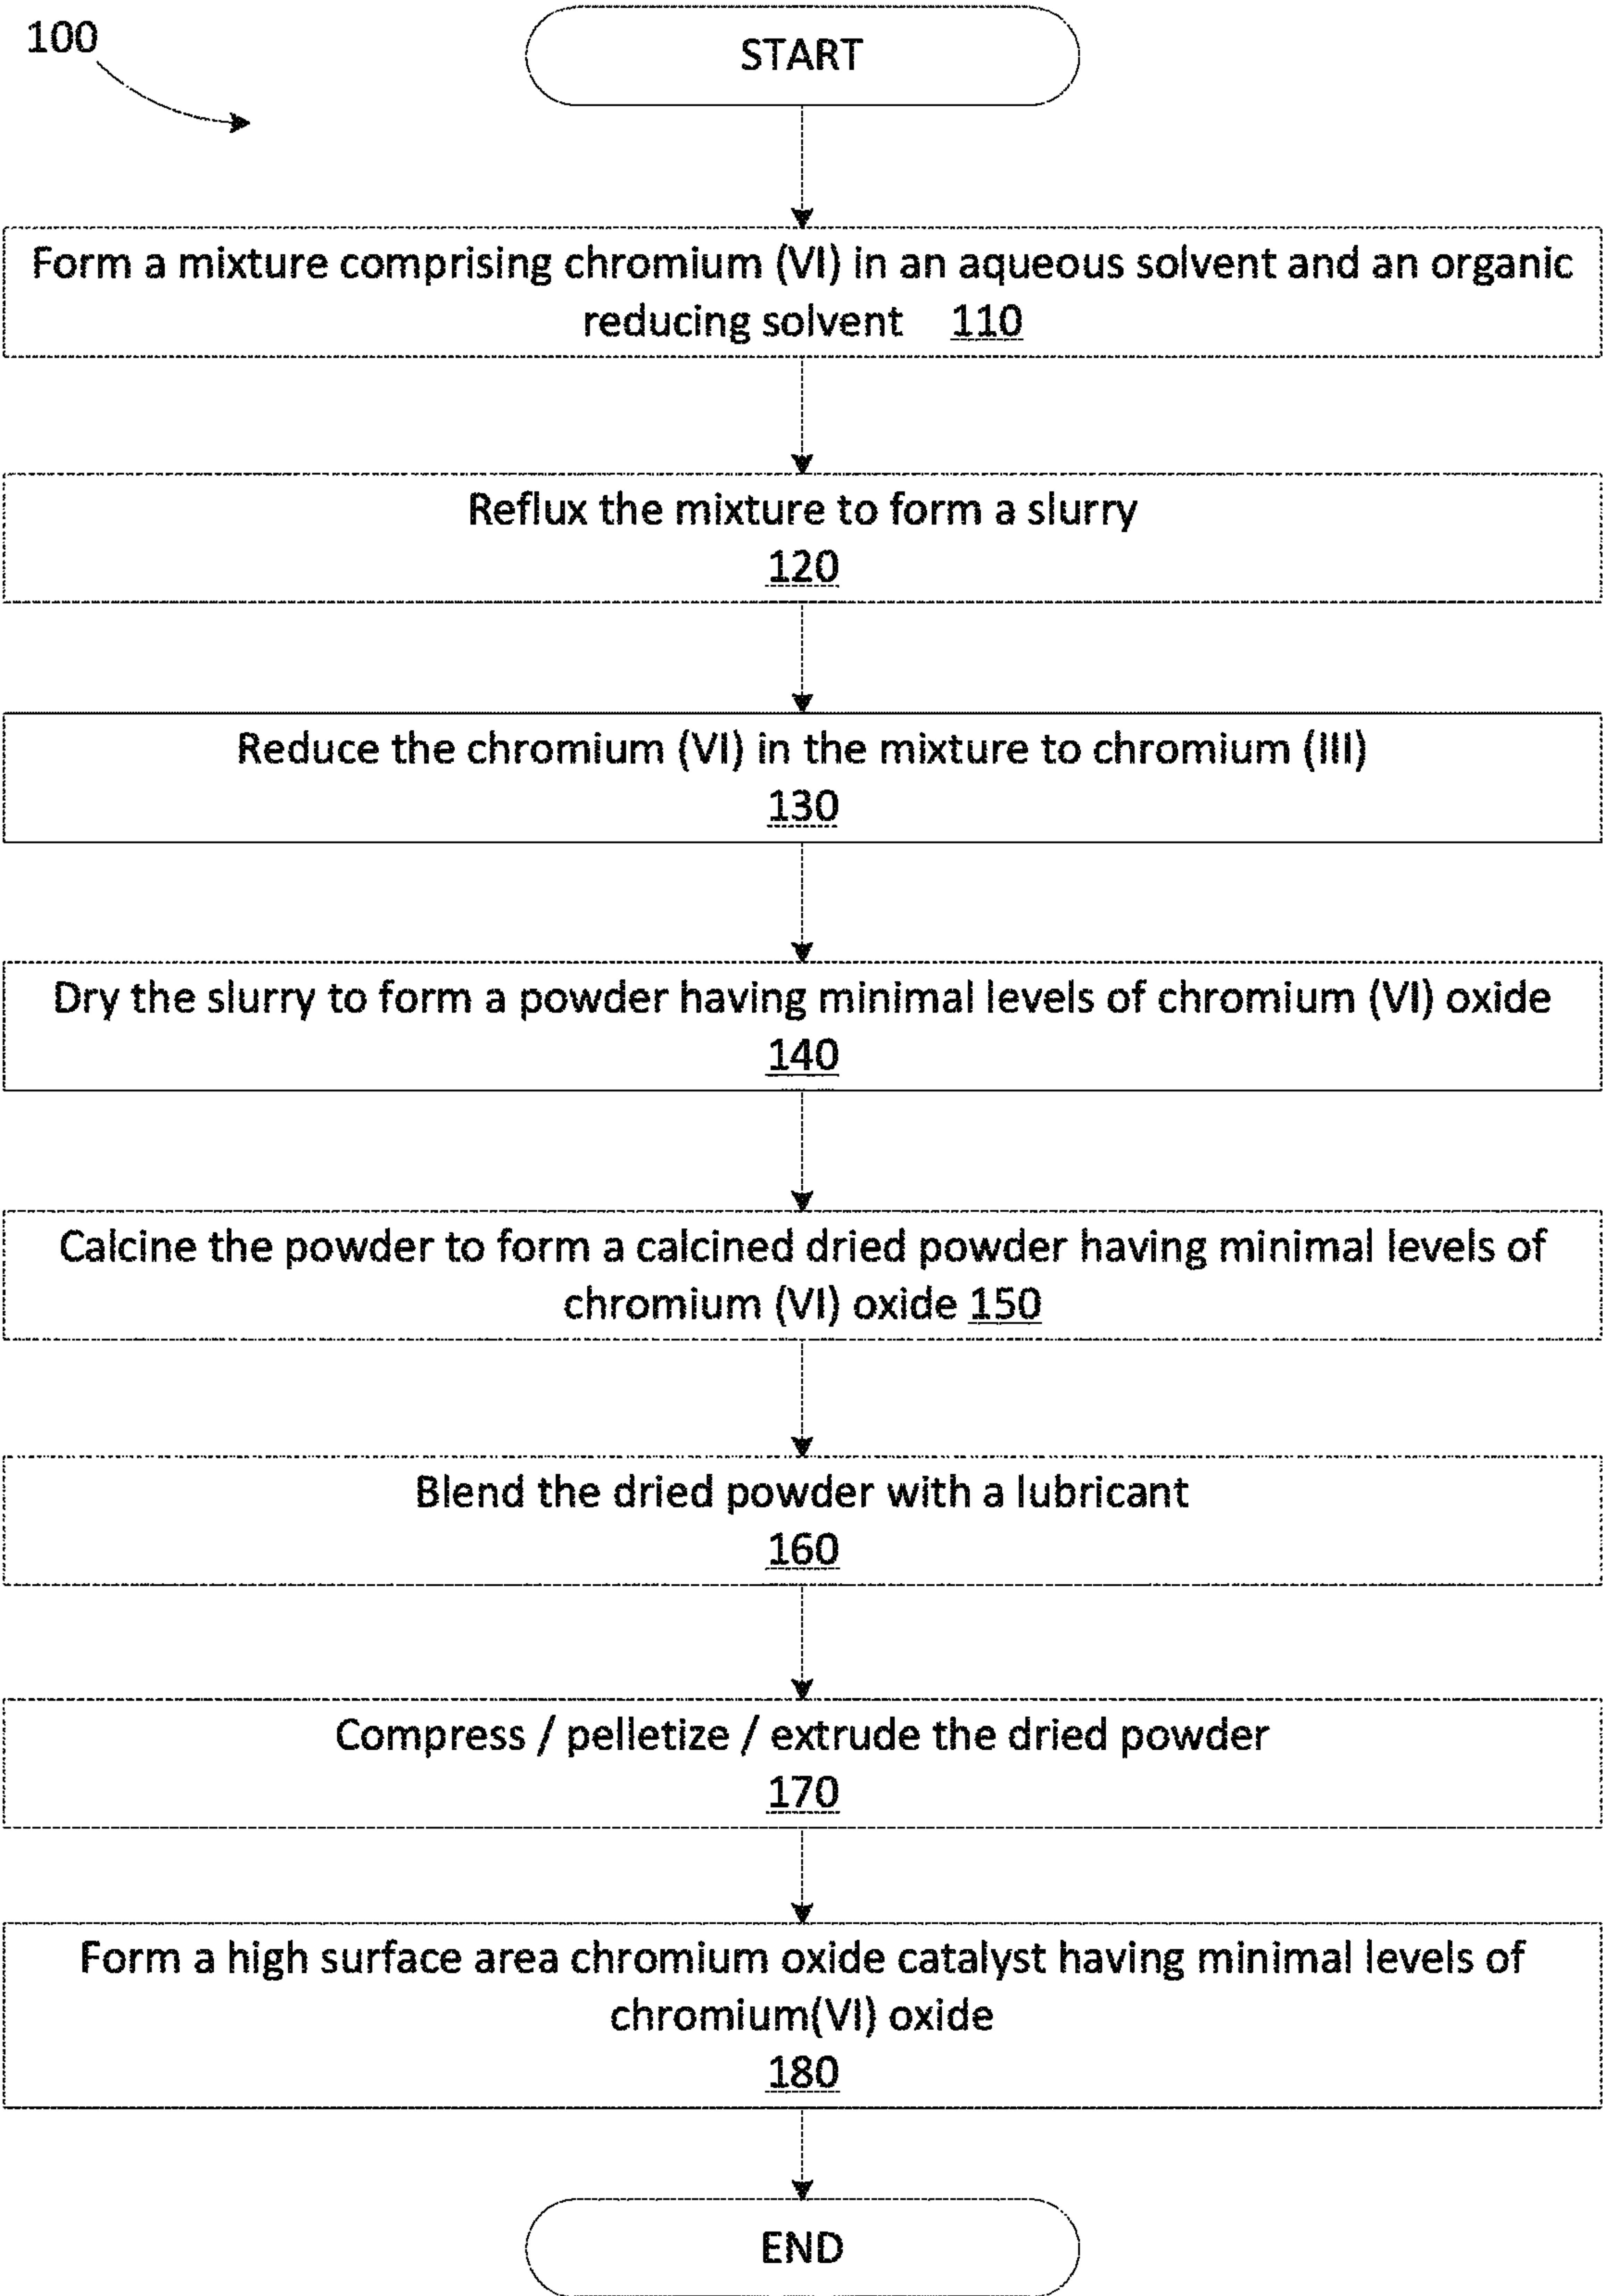 100
START
Form a mixture comprising chromium (VI) in an aqueous solvent and an organic
reducing solvent 110
Reflux the mixture to form a slurry
120
Reduce the chromium (VI) in the mixture to chromium (III)
130
Dry the slurry to form a powder having minimal levels of chromium (VI) oxide
140
Calcine the powder to form a calcined dried powder having minimal levels of
chromium (VI) oxide 150
Blend the dried powder with a lubricant
160
Compress / pelletize / extrude the dried powder
170
Form a high surface area chromium oxide catalyst having minimal levels of
chromium(VI) oxide
180
END